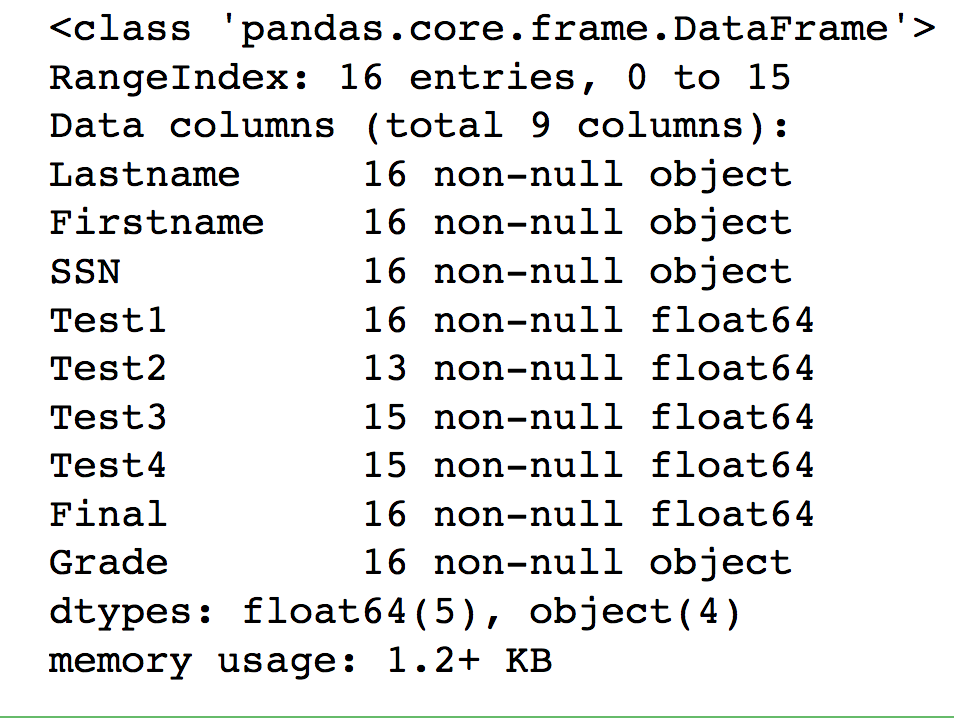 <class 'pandas.core.frame.DataFrame'>
RangeIndex: 16 entries, 0 to 15
Data columns (total 9 columns):
Lastname     16 non-null object
Firstname    16 non-null object
SSN          16 non-null object
Test1        16 non-null float64
Test2        13 non-null float64
Test3        15 non-null float64
Test4        15 non-null float64
Final        16 non-null float64
Grade        16 non-null object
dtypes: float64(5), object(4)
memory usage: 1.2+ KB